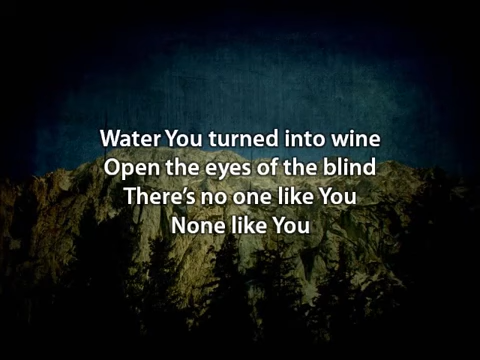 Water You turned into wine
Open the eyes of the blind
There's no one like You
None like You